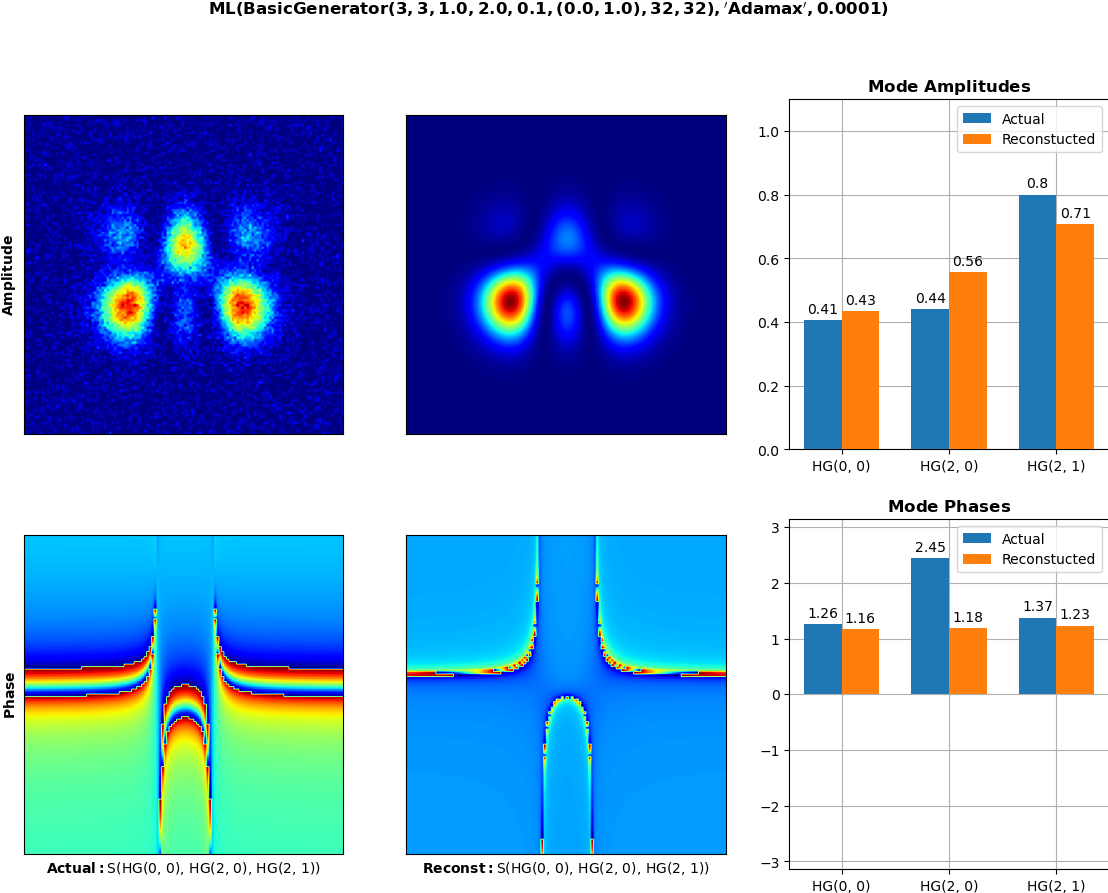 ML(BasicGenerator(3, 3, 1.0, 2.0, 0.1, (0.0, 1.0), 32, 32), ′Adamax′, 0.0001)
Amplitude
Mode Amplitudes
Actual
Reconstucted
1.0
0.8
0.6
0.4
0.2
0.0
0.41
0.43
0.44
0.56
0.8
0.71
HG(0, 0)
HG(2, 0)
HG(2, 1)
Phase
Actual: S(HG(0, 0), HG(2, 0), HG(2, 1))
Reconst: S(HG(0, 0), HG(2, 0), HG(2, 1))
Mode Phases
Actual
Reconstucted
3
2
1
0
−1
−2
−3
1.26
1.16
2.45
1.18
1.37
1.23
HG(0, 0)
HG(2, 0)
HG(2, 1)